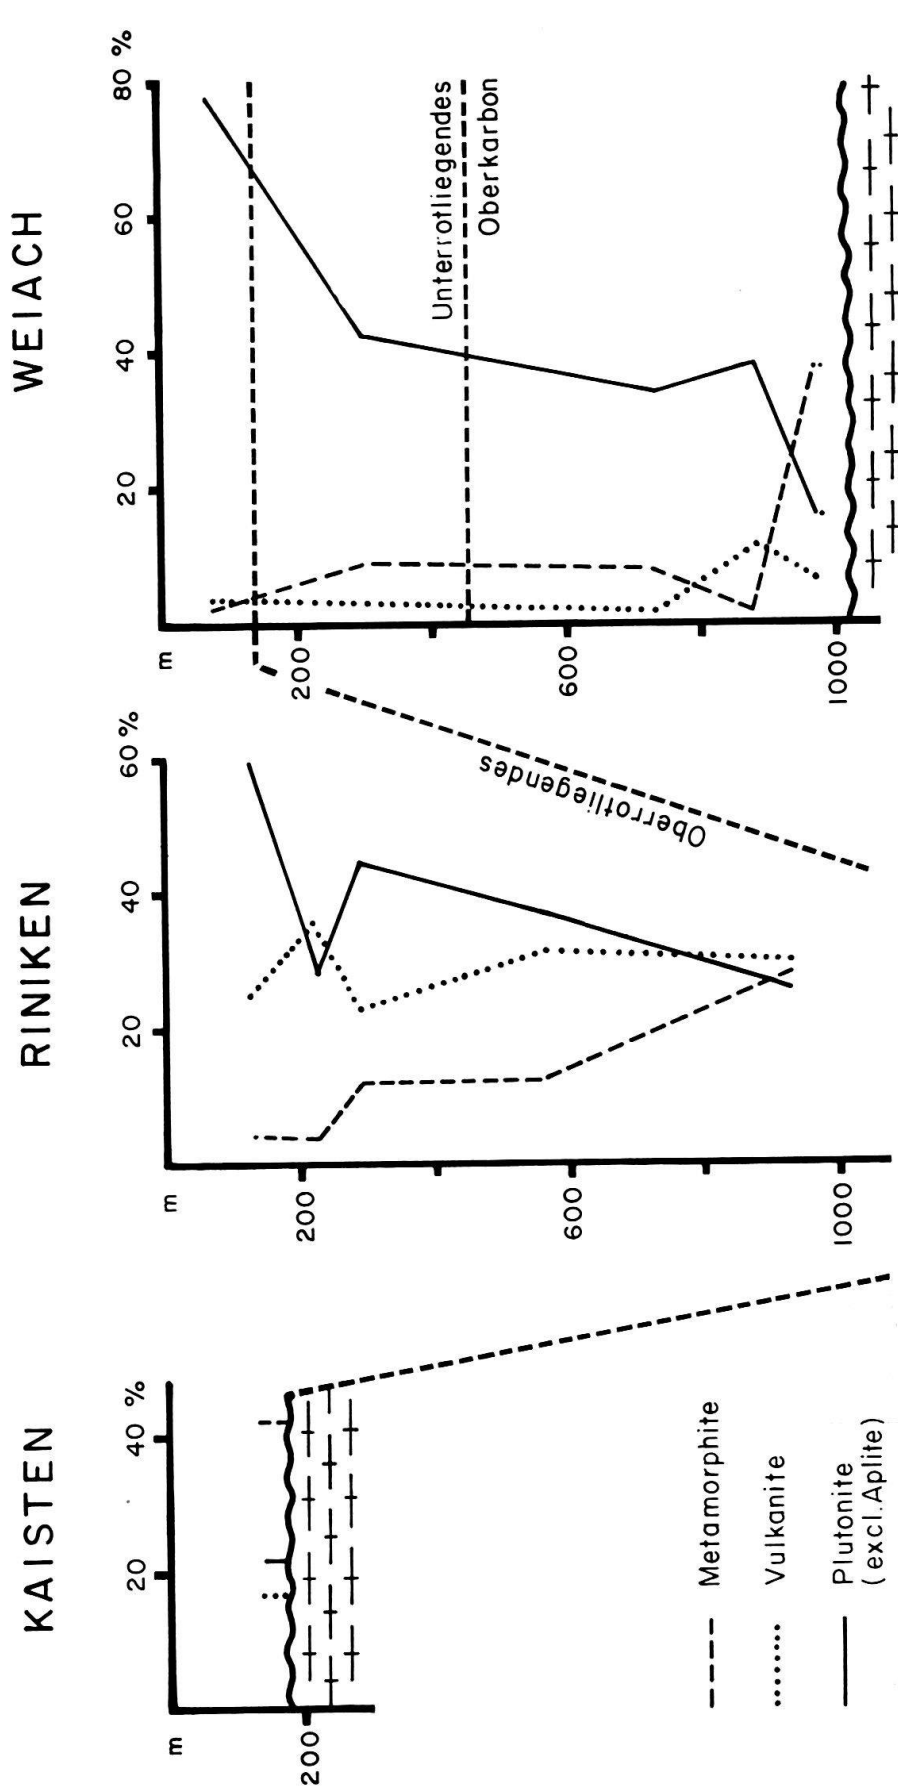 KAISTEN
20
40
%
m
200
Metamorphite
Vulkanite
Plutonite
(excl. Aplite)
RINIKEN
20
40
60 %
m
200
600
1000
Oberrotliegendes
WEIACH
20
40
60
80 %
m
200
600
1000
Unterrotliegendes
Oberkarbon